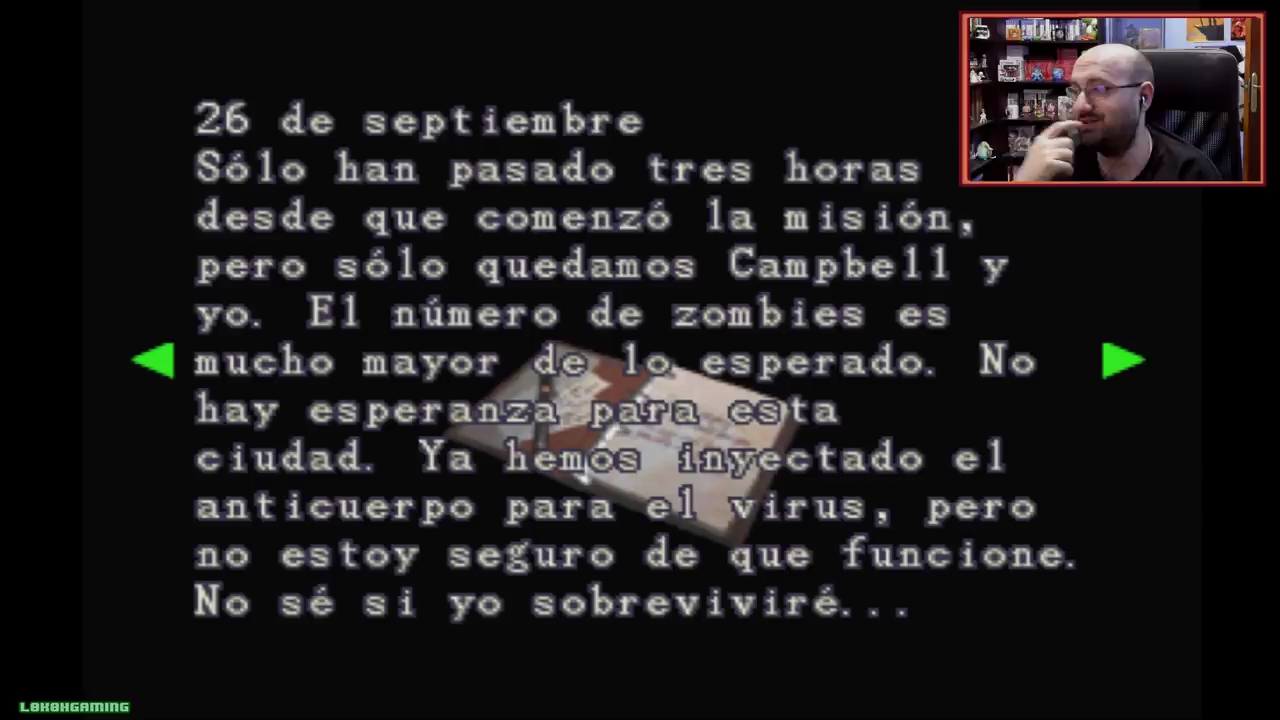 26 de septiembre
Sólo han pasado tres horas
desde que comenzó la misión,
pero sólo quedamos Campbell y
yo. El número de zombies es
mucho mayor de lo esperado. No
hay esperanza para esta
ciudad. Ya hemos inyectado el
anticuerpo para el virus, pero
no estoy seguro de que funcione.
No sé si yo sobreviviré...
L0K0XGAMING